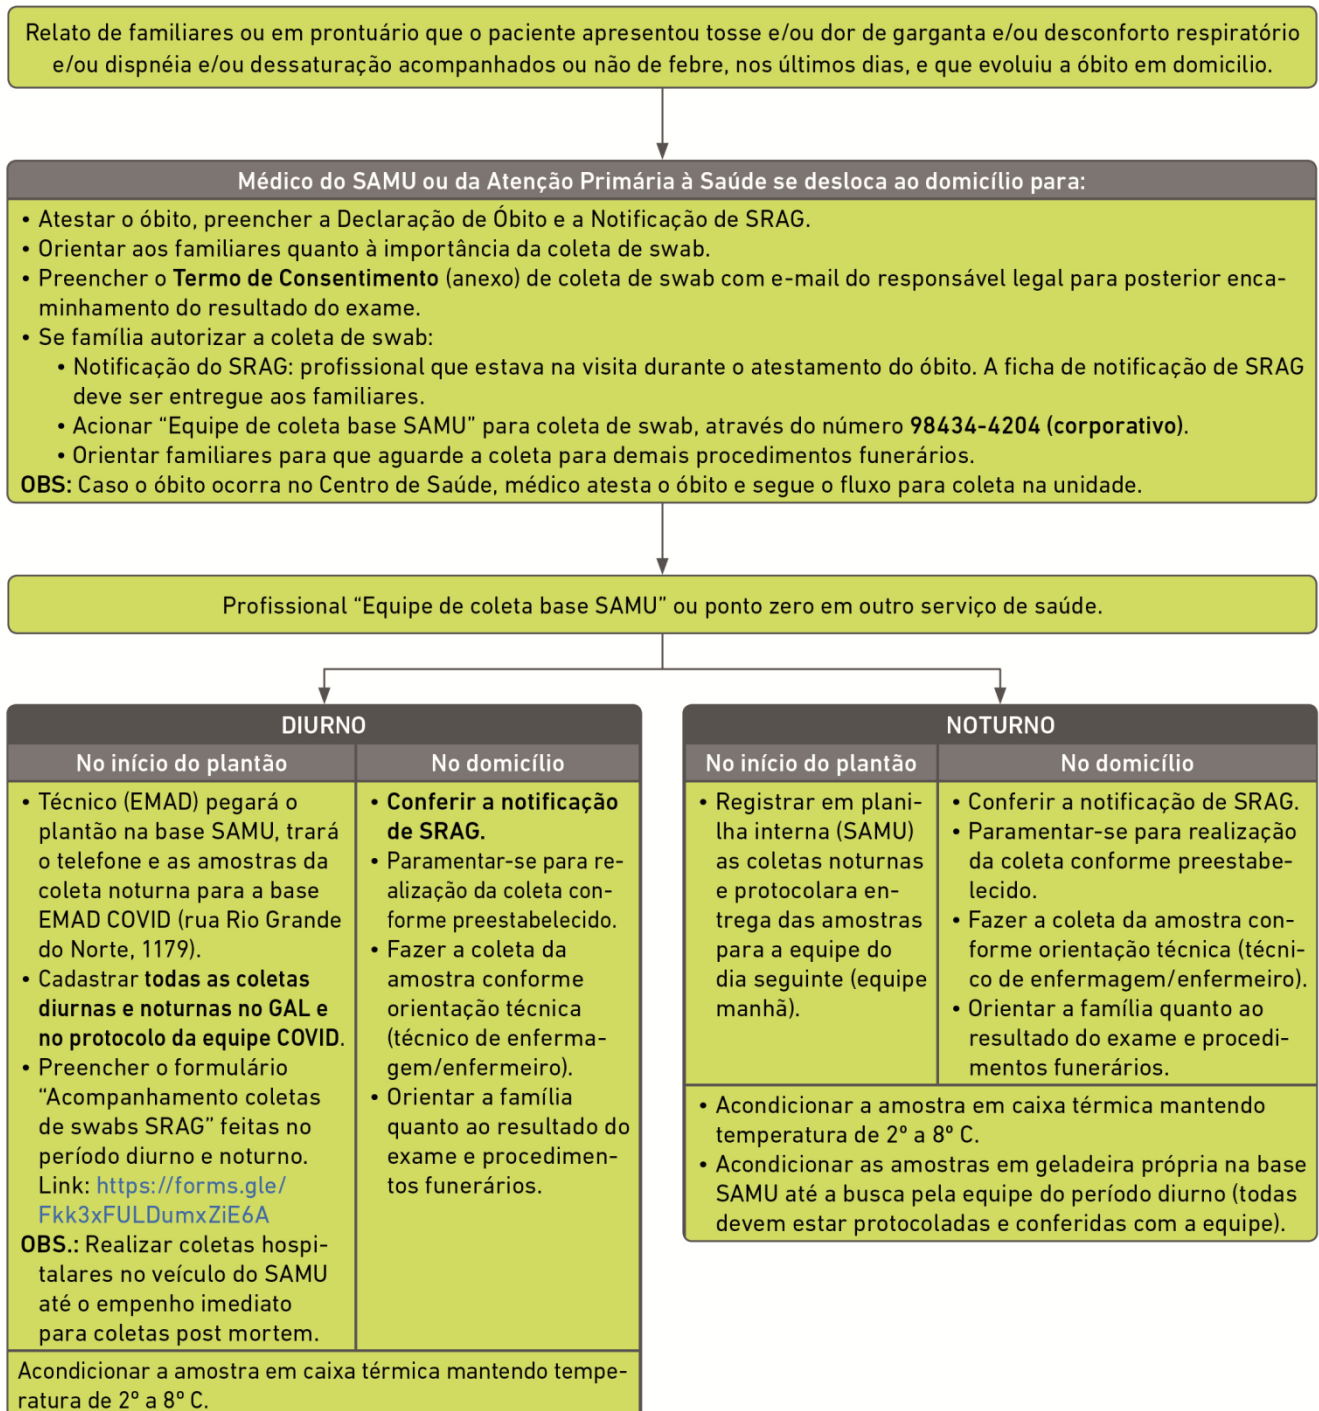 Relato de familiares ou em prontuário que o paciente apresentou tosse e/ou dor de garganta e/ou desconforto respiratório
e/ou dispnéia e/ou dessaturação acompanhados ou não de febre, nos últimos dias, e que evoluiu a óbito em domicilio.
Médico do SAMU ou da Atenção Primária à Saúde se desloca ao domicílio para:
• Atestar o óbito, preencher a Declaração de Óbito e a Notificação de SRAG.
• Orientar aos familiares quanto à importância da coleta de swab.
• Preencher o Termo de Consentimento (anexo) de coleta de swab com e-mail do responsável legal para posterior enca-
minhamento do resultado do exame.
• Se família autorizar a coleta de swab:
• Notificação do SRAG: profissional que estava na visita durante o atestamento do óbito. A ficha de notificação de SRAG
deve ser entregue aos familiares.
• Acionar “Equipe de coleta base SAMU” para coleta de swab, através do número 98434-4204 (corporativo).
• Orientar familiares para que aguarde a coleta para demais procedimentos funerários.
OBS: Caso o óbito ocorra no Centro de Saúde, médico atesta o óbito e segue o fluxo para coleta na unidade.
Profissional “Equipe de coleta base SAMU” ou ponto zero em outro serviço de saúde.
DIURNO
No início do plantão
• Técnico (EMAD) pegará o
plantão na base SAMU, trará
o telefone e as amostras da
coleta noturna para a base
EMAD COVID (rua Rio Grande
do Norte, 1179).
• Cadastrar todas as coletas
diurnas e noturnas no GAL e
no protocolo da equipe COVID.
• Preencher o formulário
“Acompanhamento coletas
de swabs SRAG” feitas no
período diurno e noturno.
Link: https://forms.gle/
Fkk3xFULDumxZiE6A
OBS.: Realizar coletas hospi-
talares no veículo do SAMU
até o empenho imediato
para coletas post mortem.
No domicílio
• Conferir a notificação
de SRAG.
• Paramentar-se para re-
alização da coleta con-
forme preestabelecido.
• Fazer a coleta da
amostra conforme
orientação técnica
(técnico de enferma-
gem/enfermeiro).
• Orientar a família
quanto ao resultado do
exame e procedimen-
tos funerários.
Acondicionar a amostra em caixa térmica mantendo tempe-
ratura de 2º a 8º C.
NOTURNO
No início do plantão
• Registrar em plani-
lha interna (SAMU)
as coletas noturnas
e protocolara en-
trega das amostras
para a equipe do
dia seguinte (equipe
manhã).
No domicílio
• Conferir a notificação de SRAG.
• Paramentar-se para realização
da coleta conforme preestabe-
lecido.
• Fazer a coleta da amostra con-
forme orientação técnica (técni-
co de enfermagem/enfermeiro).
• Orientar a família quanto ao
resultado do exame e procedi-
mentos funerários.
• Acondicionar a amostra em caixa térmica mantendo
temperatura de 2º a 8º C.
• Acondicionar as amostras em geladeira própria na base
SAMU até a busca pela equipe do período diurno (todas
devem estar protocoladas e conferidas com a equipe).